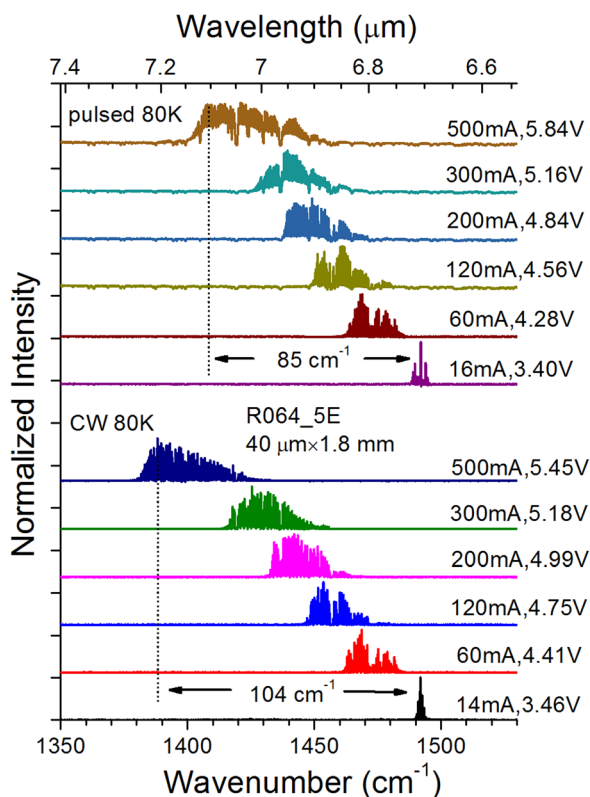 Wavelength (μm)
7.4 7.2 7 6.8 6.6
pulsed 80K
500mA,5.84V
300mA,5.16V
200mA,4.84V
120mA,4.56V
60mA,4.28V
85 cm⁻¹
16mA,3.40V
CW 80K
R064_5E
40 μm×1.8 mm
500mA,5.45V
300mA,5.18V
200mA,4.99V
120mA,4.75V
60mA,4.41V
104 cm⁻¹
14mA,3.46V
Normalized Intensity
1350 1400 1450 1500
Wavenumber (cm⁻¹)